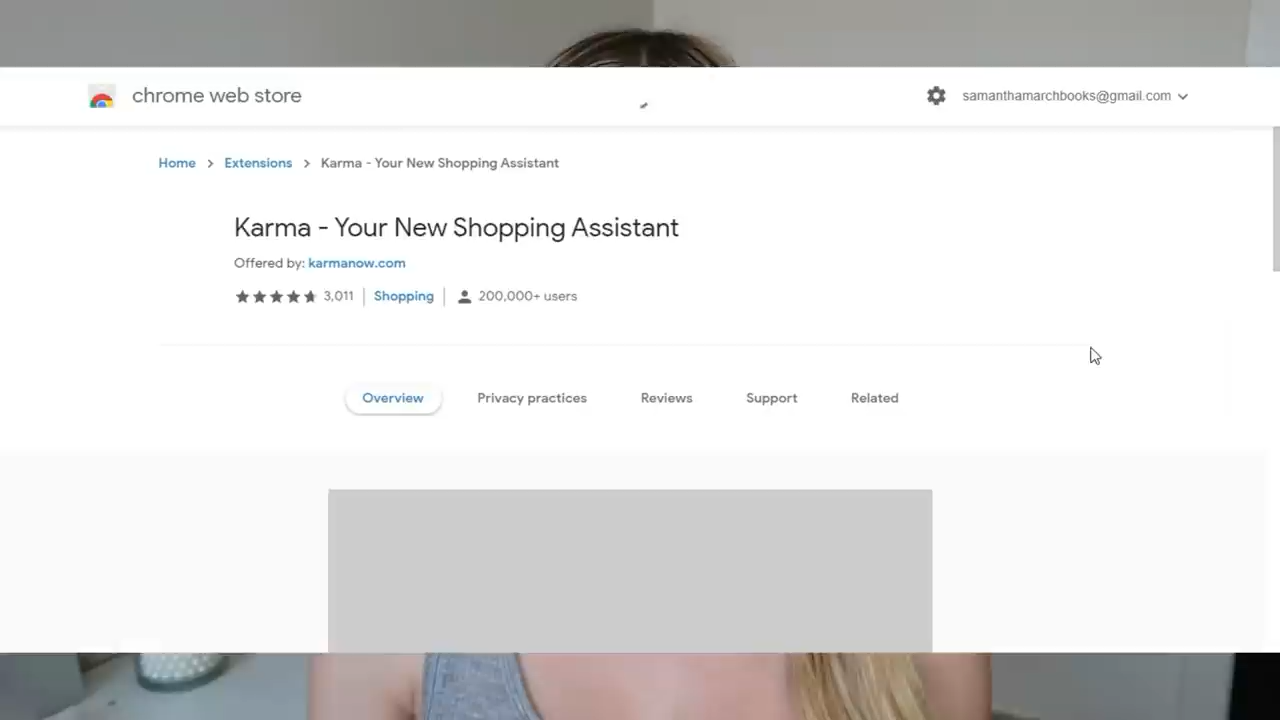 chrome web store
samanthamarchbooks@gmail.com
Home > Extensions > Karma - Your New Shopping Assistant
Karma - Your New Shopping Assistant
Offered by: karmanow.com
3,011 | Shopping | 200,000+ users
Overview Privacy practices Reviews Support Related